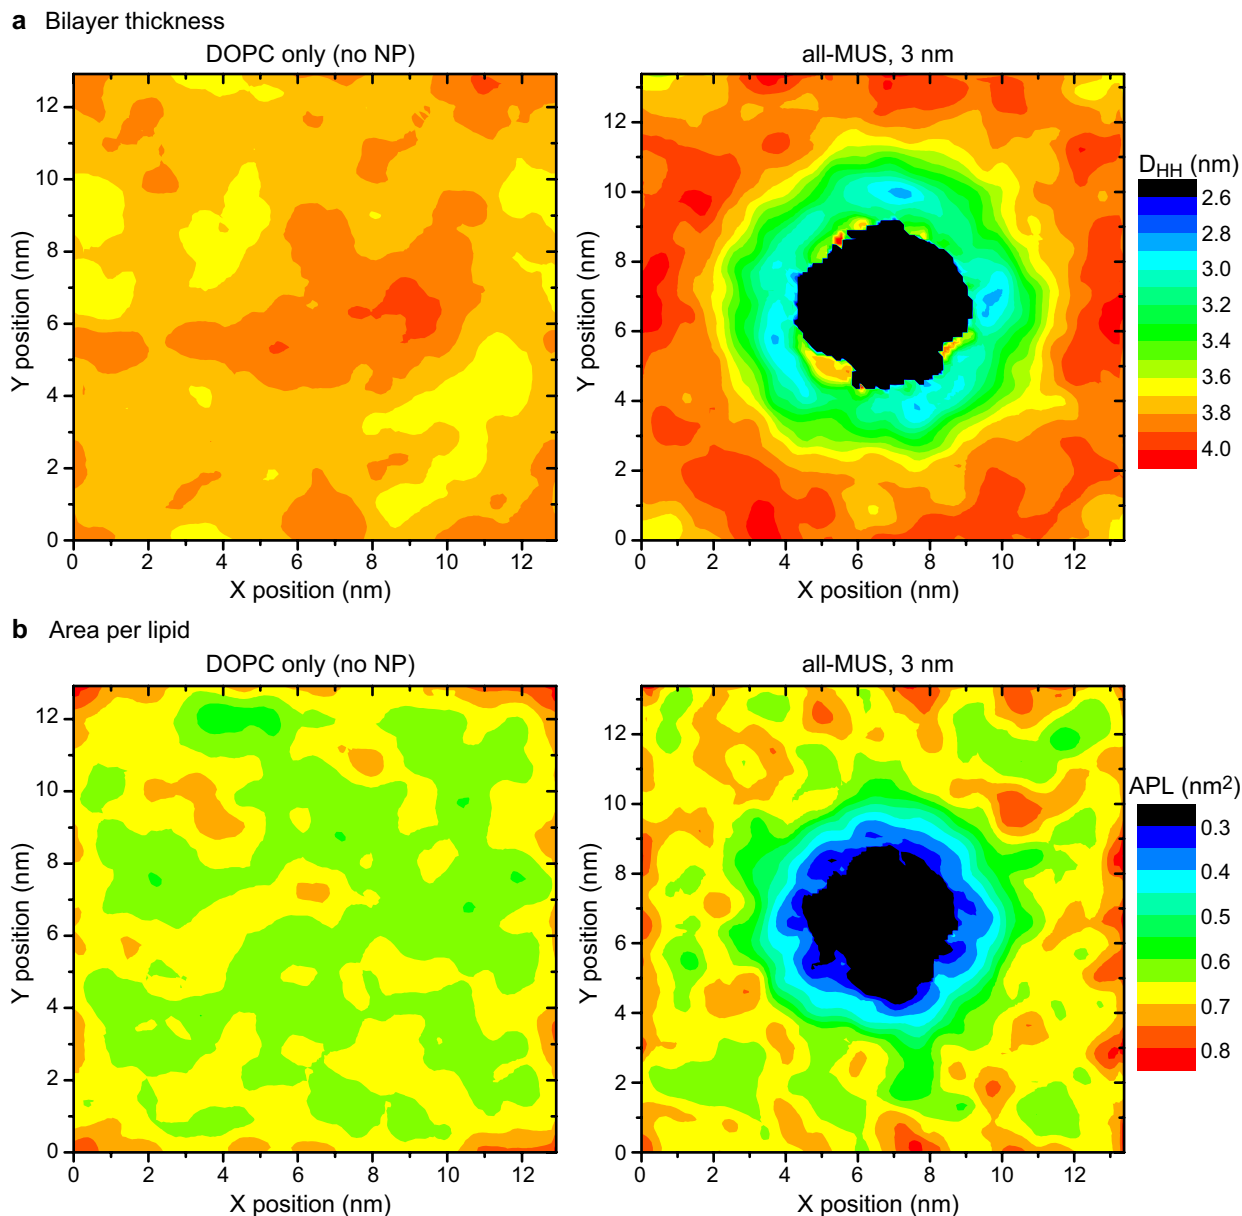 a Bilayer thickness
DOPC only (no NP)
all-MUS, 3 nm
12
10
8
6
4
2
0
Y position (nm)
0 2 4 6 8 10 12
X position (nm)
12
10
8
6
4
2
0
Y position (nm)
0 2 4 6 8 10 12
X position (nm)
DHH (nm)
2.6
2.8
3.0
3.2
3.4
3.6
3.8
4.0
b Area per lipid
DOPC only (no NP)
all-MUS, 3 nm
12
10
8
6
4
2
0
Y position (nm)
0 2 4 6 8 10 12
X position (nm)
12
10
8
6
4
2
0
Y position (nm)
0 2 4 6 8 10 12
X position (nm)
APL (nm2)
0.3
0.4
0.5
0.6
0.7
0.8